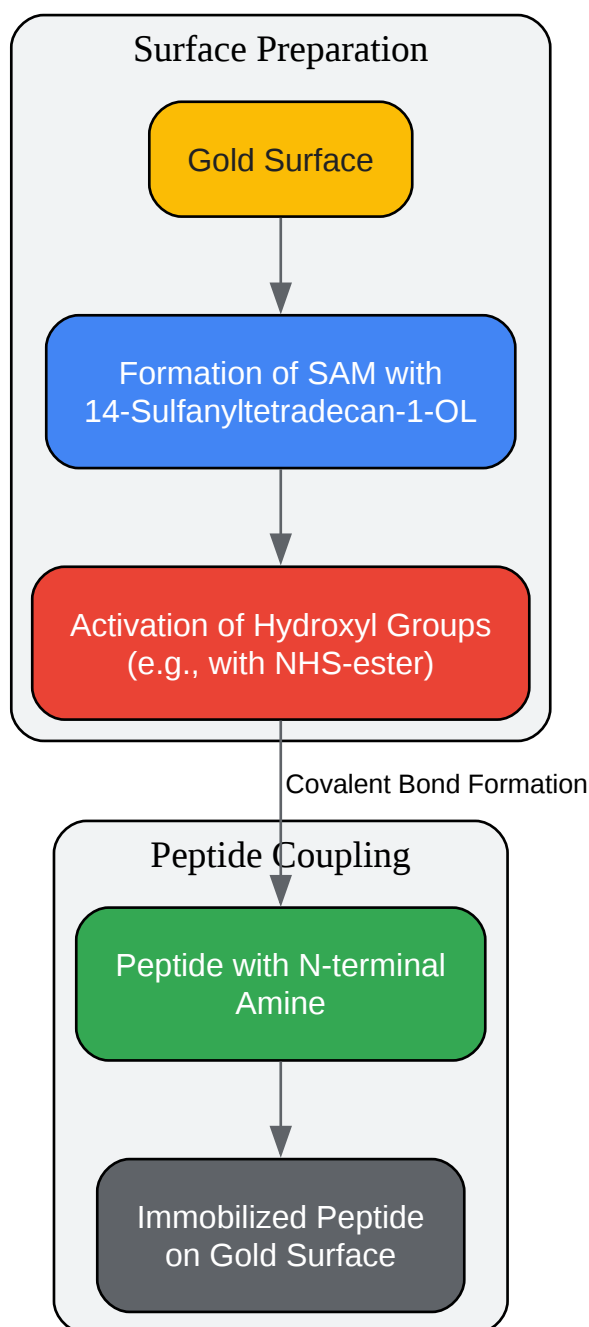 Surface Preparation
Gold Surface
Formation of SAM with
14-Sulfanyltetradecan-1-OL
Activation of Hydroxyl Groups
(e.g., with NHS-ester)
Covalent Bond Formation
Peptide Coupling
Peptide with N-terminal
Amine
Immobilized Peptide
on Gold Surface